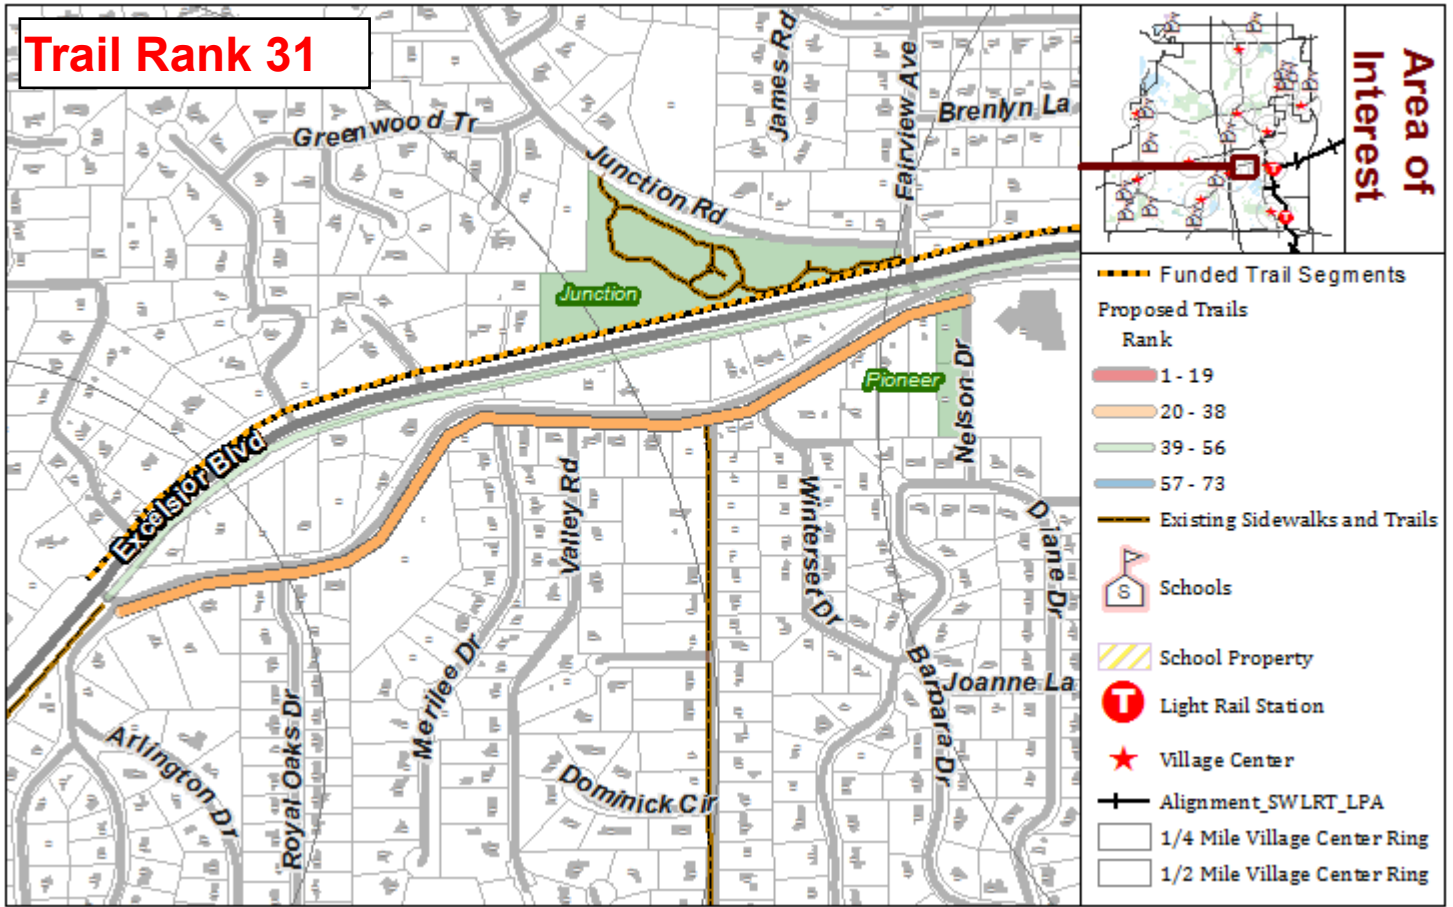 Trail Rank 31
James Rd
Fairview Ave
Brenlyn La
Greenwood Tr
Junction Rd
Junction
Pioneer
Nelson Dr
Excelsior Blvd
Valley Rd
Winterset Dr
Diane Dr
Merilee Dr
Royal Oaks Dr
Barbara Dr
Joanne La
Arlington Dr
Dominick Cir
Area of
Interest
T
T
Funded Trail Segments
Proposed Trails
Rank
1 - 19
20 - 38
39 - 56
57 - 73
Existing Sidewalks and Trails
S
Schools
School Property
T
Light Rail Station
Village Center
Alignment_SWLRT_LPA
1/4 Mile Village Center Ring
1/2 Mile Village Center Ring